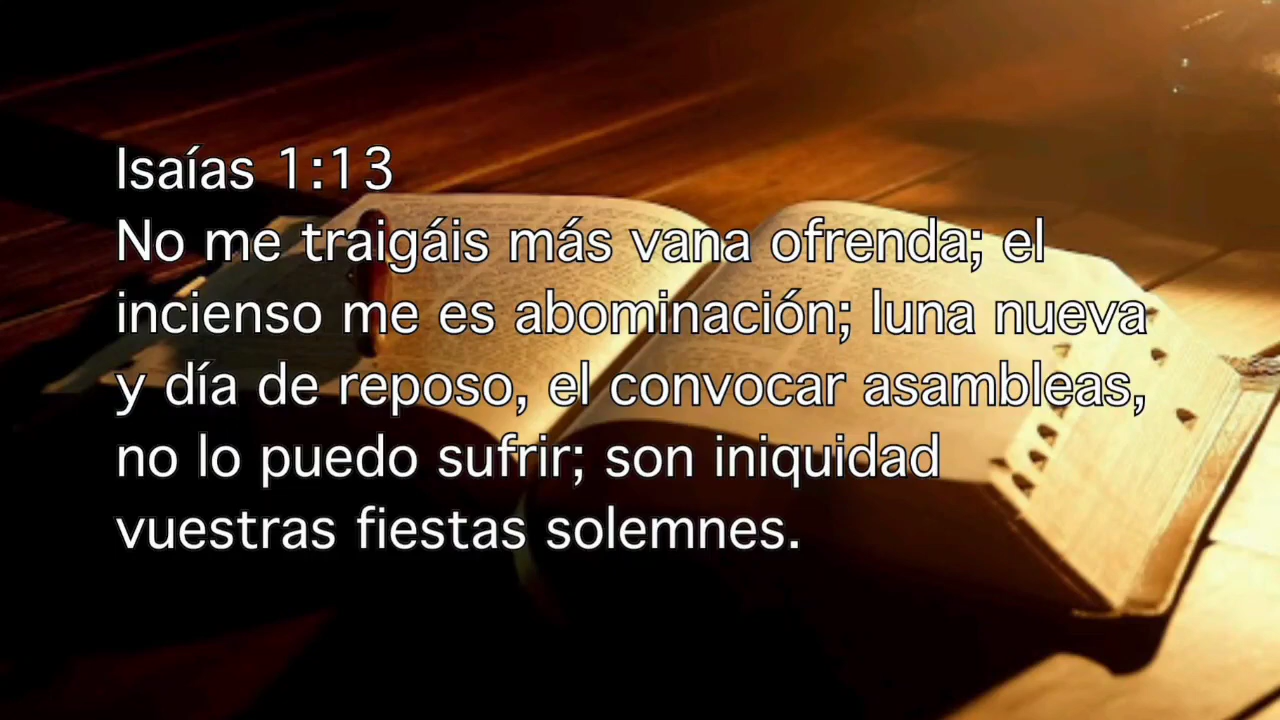 Isaías 1:13
No me traigáis más vana ofrenda; el
incienso me es abominación; luna nueva
y día de reposo, el convocar asambleas,
no lo puedo sufrir; son iniquidad
vuestras fiestas solemnes.